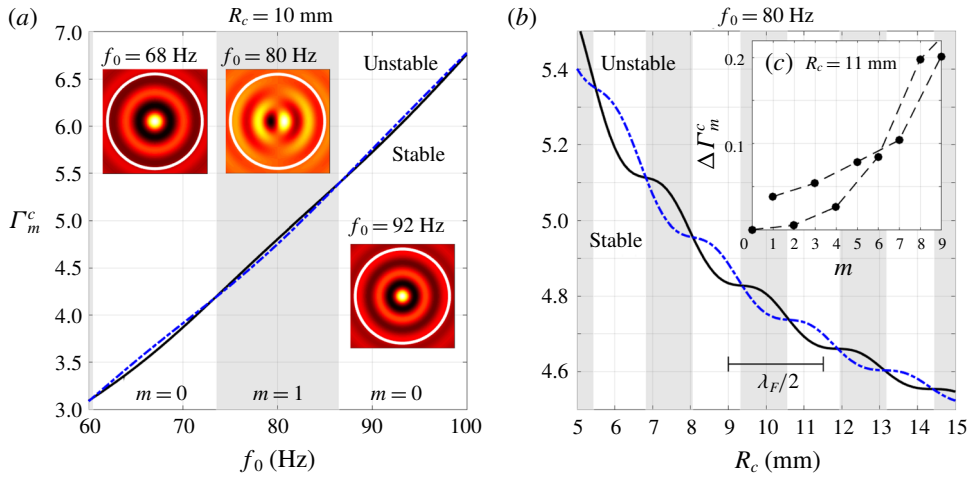 (a) R_c = 10 mm
7.0
6.5
6.0
5.5
5.0
4.5
4.0
3.5
3.0
Γ_m^c
f_0 = 68 Hz
f_0 = 80 Hz
Unstable
Stable
f_0 = 92 Hz
m = 0
m = 1
m = 0
60 70 80 90 100
f_0 (Hz)
(b) f_0 = 80 Hz
5.4
5.2
5.0
4.8
4.6
Unstable
Stable
λ_F/2
5 6 7 8 9 10 11 12 13 14 15
R_c (mm)
(c) R_c = 11 mm
0.2
0.1
0
ΔΓ_m^c
1 2 3 4 5 6 7 8 9
m